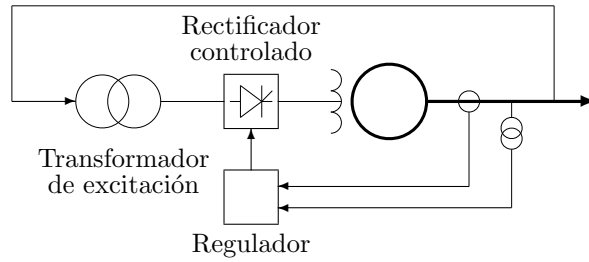 Rectificador
controlado
Transformador
de excitación
Regulador